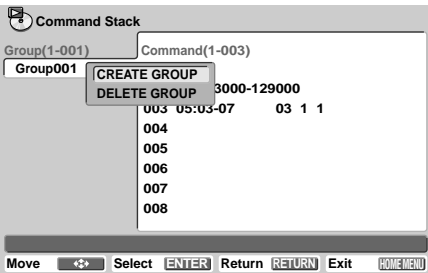 Command Stack
Group(1-001)
Command(1-003)
Group001
CREATE GROUP
3000-129000
DELETE GROUP
003 05:03-07 03 1 1
004
005
006
007
008
Move Select ENTER Return RETURN Exit HOME MENU